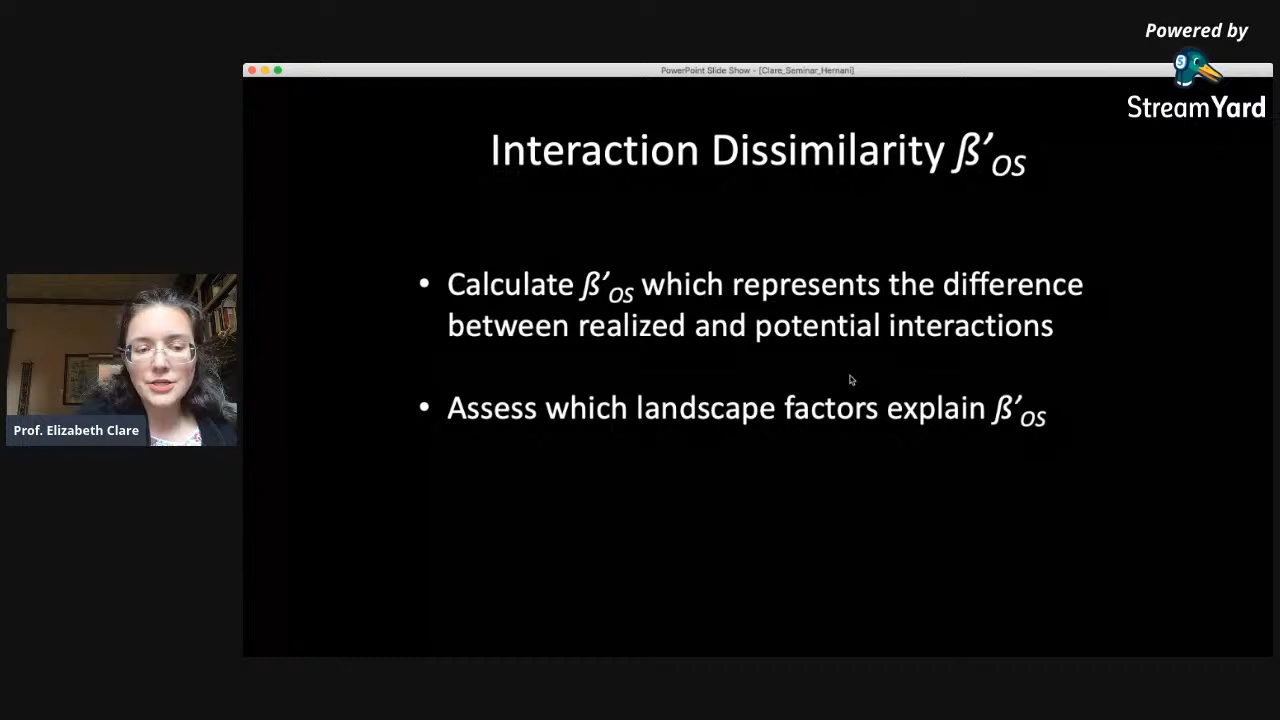 Powered by
StreamYard
PowerPoint Slide Show - [Clare_Seminar_Hernani]
Interaction Dissimilarity ß’OS
• Calculate ß’OS which represents the difference
between realized and potential interactions
• Assess which landscape factors explain ß’OS
Prof. Elizabeth Clare